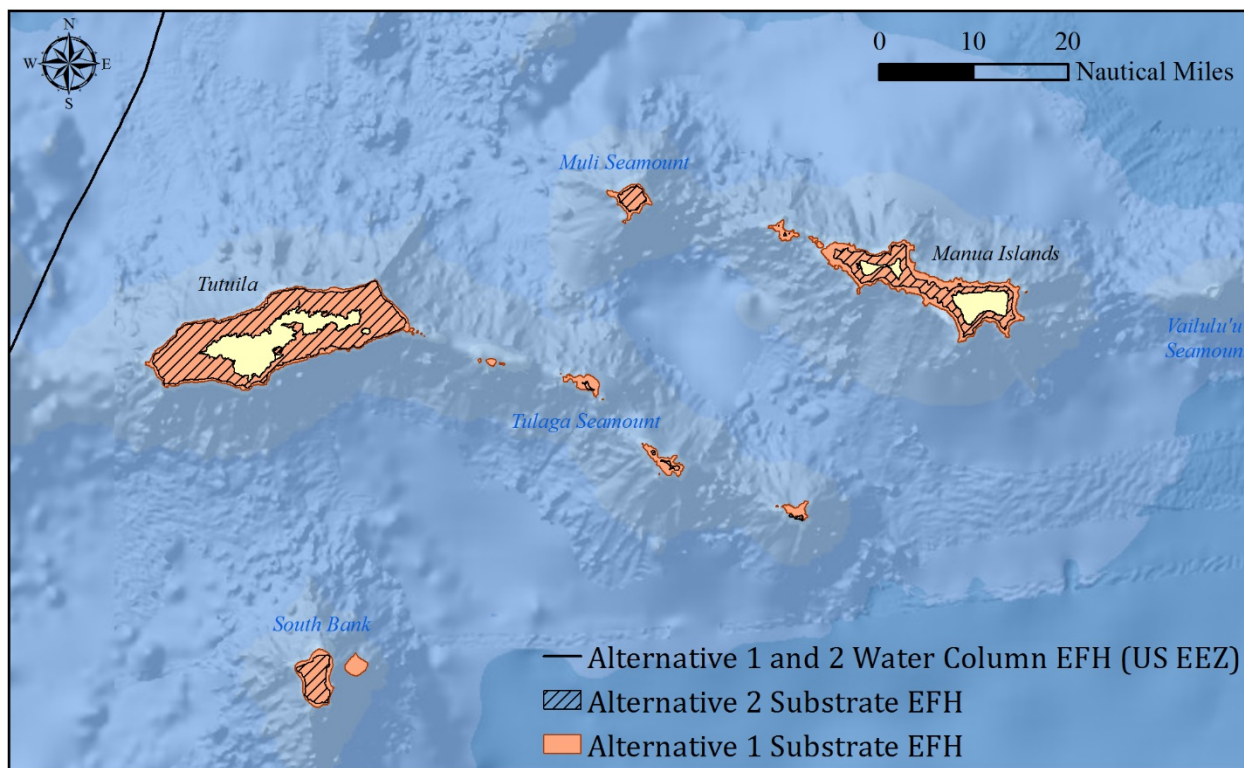 N
W E
S
0 10 20
Nautical Miles
Muli Seamount
Manua Islands
Tutuila
Vailulu'u
Seamount
Tulaga Seamount
South Bank
Alternative 1 and 2 Water Column EFH (US EEZ)
Alternative 2 Substrate EFH
Alternative 1 Substrate EFH